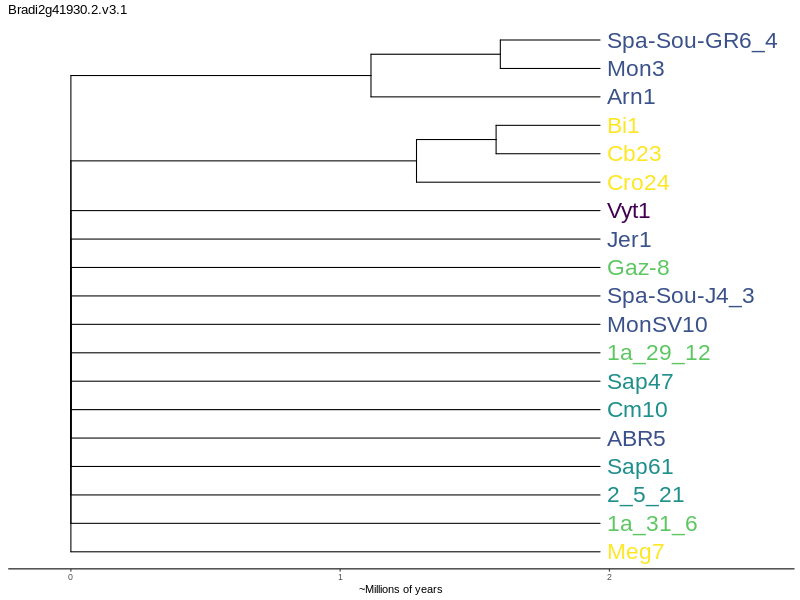 Bradi2g41930.2.v3.1
Spa-Sou-GR6_4
Mon3
Arn1
Bi1
Cb23
Cro24
Vyt1
Jer1
Gaz-8
Spa-Sou-J4_3
MonSV10
1a_29_12
Sap47
Cm10
ABR5
Sap61
2_5_21
1a_31_6
Meg7
0 1 2
~Millions of years